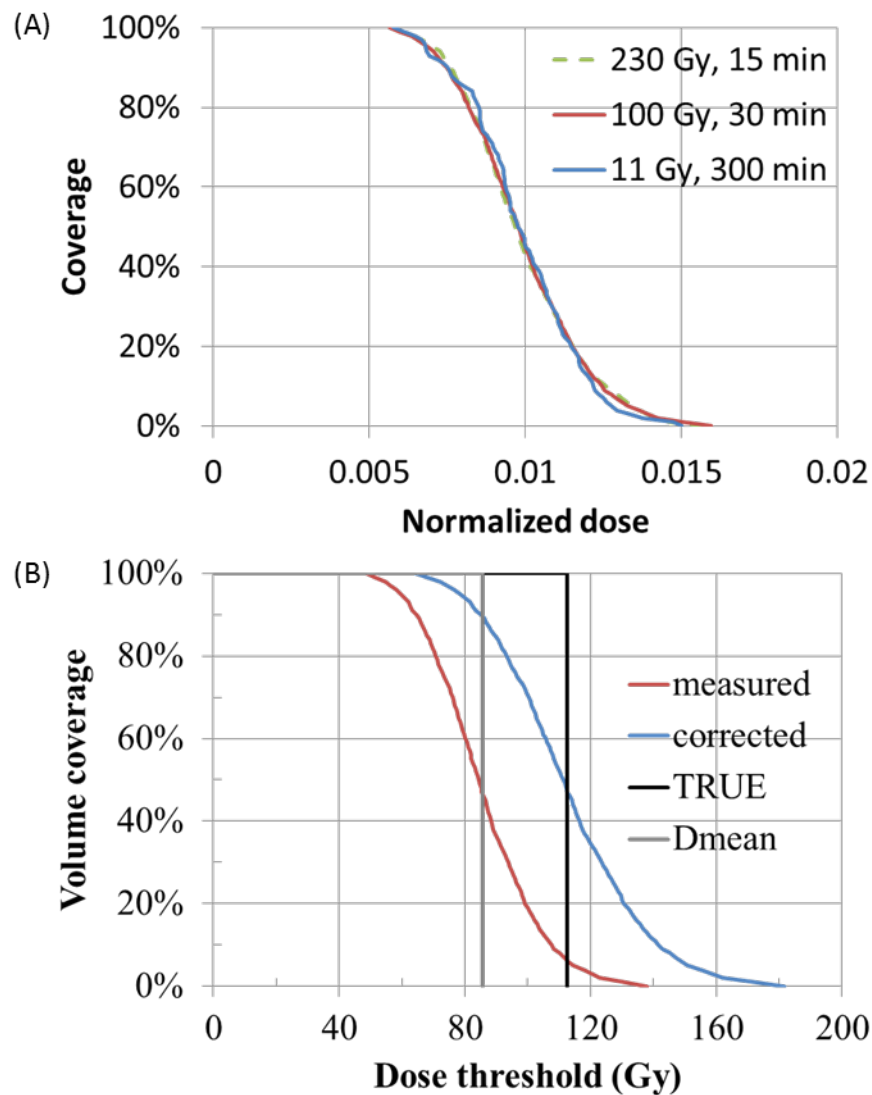 (A)
100%
80%
60%
40%
20%
0%
Coverage
230 Gy, 15 min
100 Gy, 30 min
11 Gy, 300 min
0 0.005 0.01 0.015 0.02
Normalized dose
(B)
100%
80%
60%
40%
20%
0%
Volume coverage
measured
corrected
TRUE
Dmean
0 40 80 120 160 200
Dose threshold (Gy)